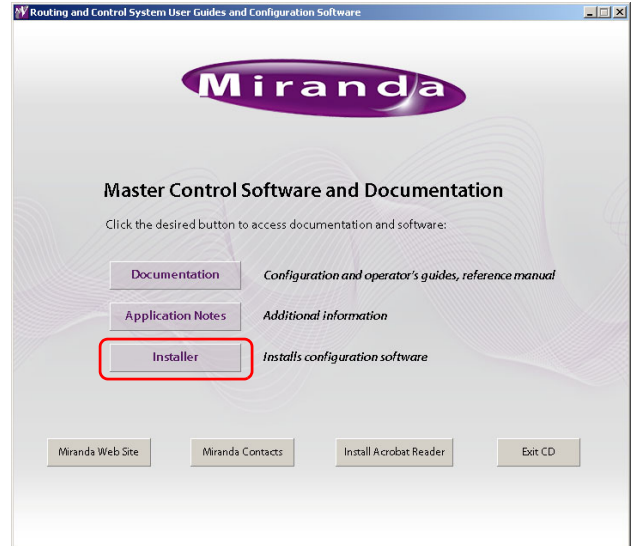 Routing and Control System User Guides and Configuration Software
Miranda
Master Control Software and Documentation
Click the desired button to access documentation and software:
Documentation Configuration and operator's guides, reference manual
Application Notes Additional information
Installer Installs configuration software
Miranda Web Site Miranda Contacts Install Acrobat Reader Exit CD